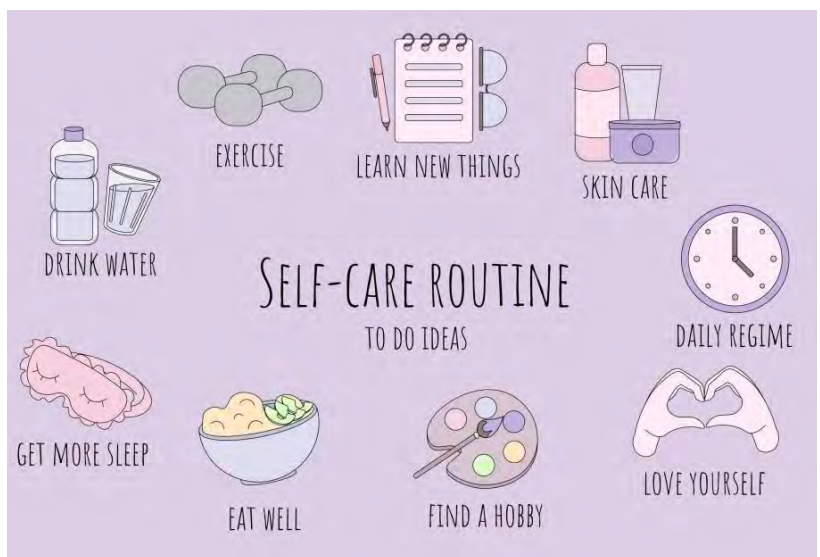 EXERCISE
LEARN NEW THINGS
SKIN CARE
DRINK WATER
SELF-CARE ROUTINE
TO DO IDEAS
DAILY REGIME
GET MORE SLEEP
EAT WELL
FIND A HOBBY
LOVE YOURSELF